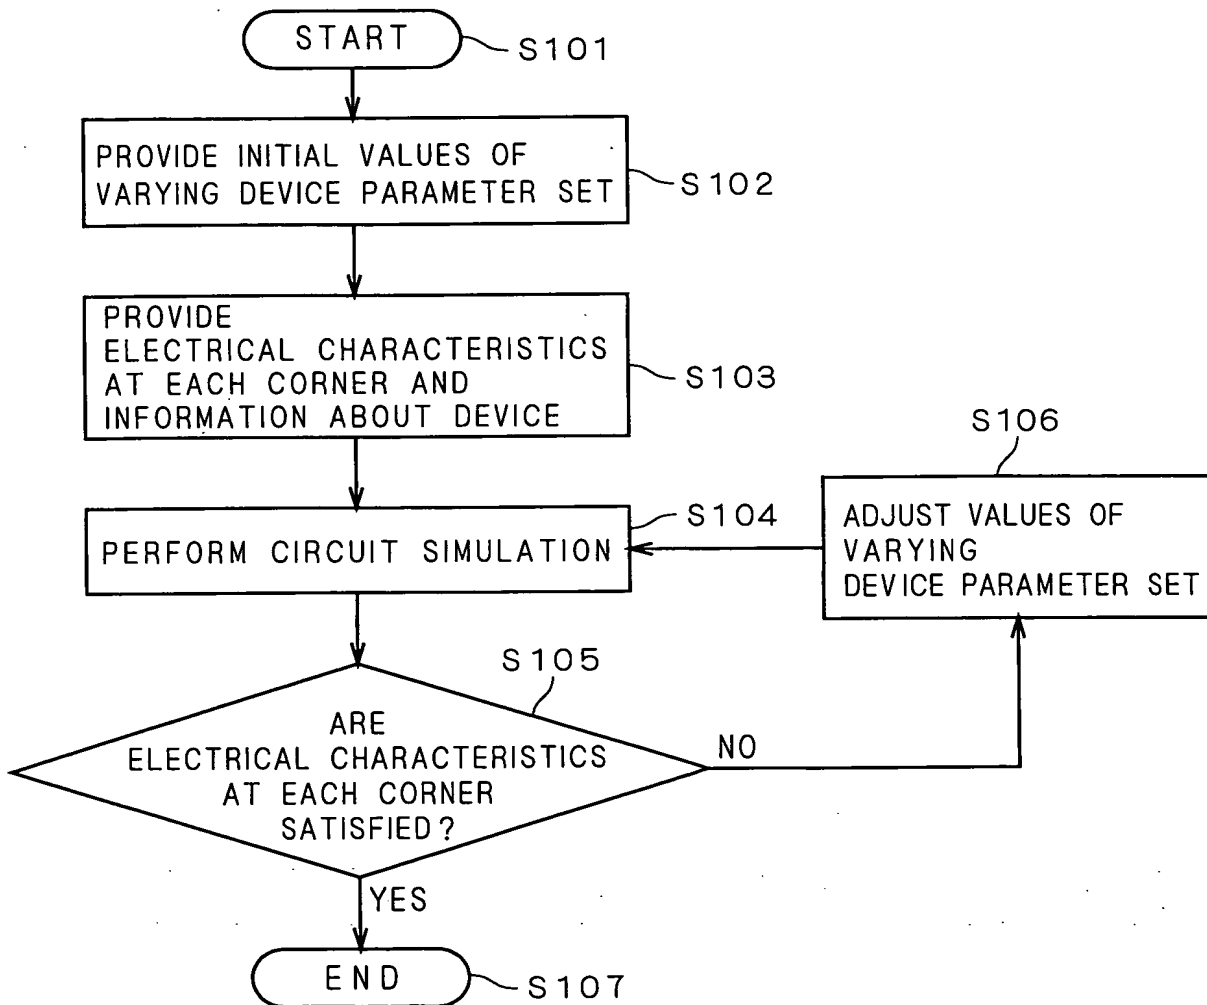 START
S101
PROVIDE INITIAL VALUES OF
VARYING DEVICE PARAMETER SET
S102
PROVIDE
ELECTRICAL CHARACTERISTICS
AT EACH CORNER AND
INFORMATION ABOUT DEVICE
S103
PERFORM CIRCUIT SIMULATION
S104
S106
ADJUST VALUES OF
VARYING
DEVICE PARAMETER SET
S105
ARE
ELECTRICAL CHARACTERISTICS
AT EACH CORNER
SATISFIED?
NO
YES
END
S107